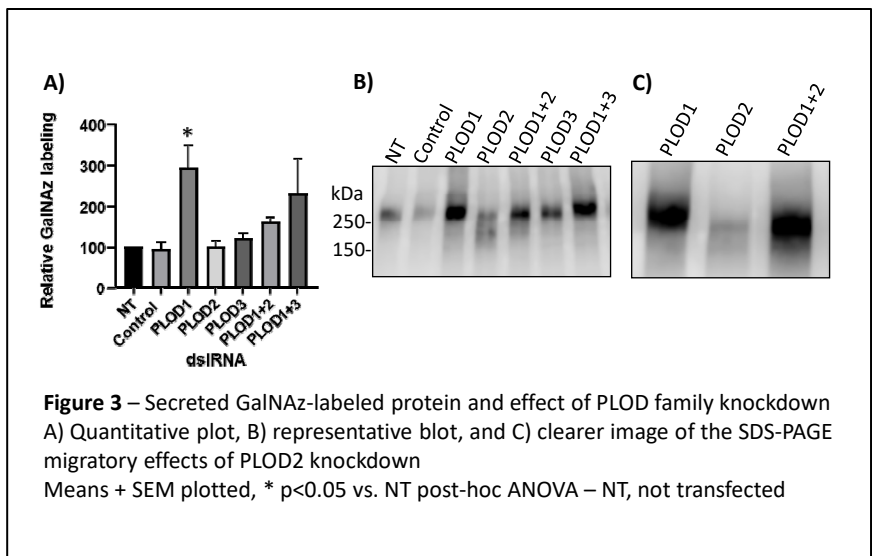 A)
Relative GalNAz labeling
400
300
200
100
0
NT
Control
PLOD1
PLOD2
PLOD3
PLOD1+2
PLOD1+3
dsIRNA
*
B)
NT
Control
PLOD1
PLOD2
PLOD1+2
PLOD3
PLOD1+3
kDa
250-
150-
C)
PLOD1
PLOD2
PLOD1+2
Figure 3 – Secreted GalNAz-labeled protein and effect of PLOD family knockdown
A) Quantitative plot, B) representative blot, and C) clearer image of the SDS-PAGE
migratory effects of PLOD2 knockdown
Means + SEM plotted, * p<0.05 vs. NT post-hoc ANOVA – NT, not transfected